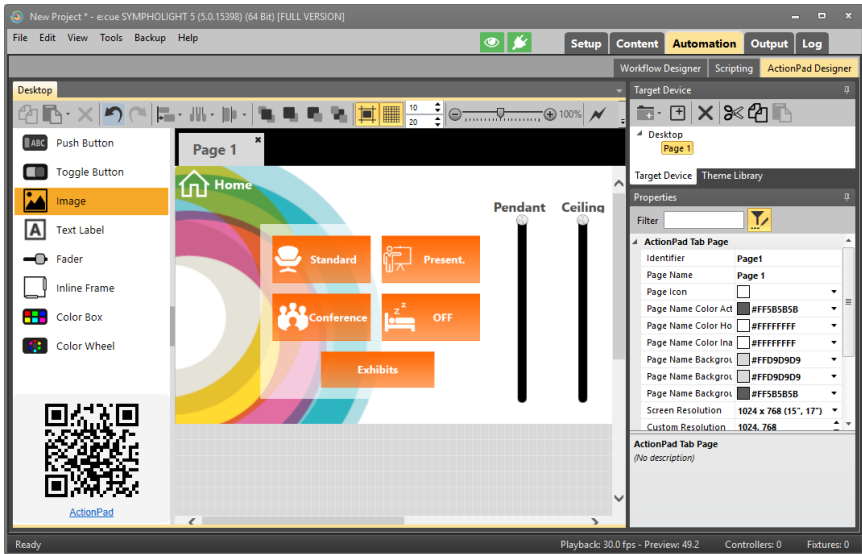 New Project * - e:cue SYMPHOLIGHT 5 (5.0.15398) (64 Bit) [FULL VERSION]
File Edit View Tools Backup Help
Setup Content Automation Output Log
Workflow Designer Scripting ActionPad Designer
Desktop
10
20
100%
ABC Push Button
Toggle Button
Image
A Text Label
Fader
Inline Frame
Color Box
Color Wheel
ActionPad
Page 1
Home
Pendant Ceiling
Standard Present.
Conference OFF
Exhibits
Target Device
Desktop
Page 1
Target Device Theme Library
Properties
Filter
ActionPad Tab Page
Identifier Page1
Page Name Page 1
Page Icon
Page Name Color Act #FF5B5B5B
Page Name Color Ho #FFFFFFFF
Page Name Color Ina #FFFFFFFF
Page Name Backgrou #FFD9D9D9
Page Name Backgrou #FFD9D9D9
Page Name Backgrou #FF5B5B5B
Screen Resolution 1024 x 768 (15", 17")
Custom Resolution 1024, 768
ActionPad Tab Page
(No description)
Ready
Playback: 30.0 fps - Preview: 49.2 Controllers: 0 Fixtures: 0